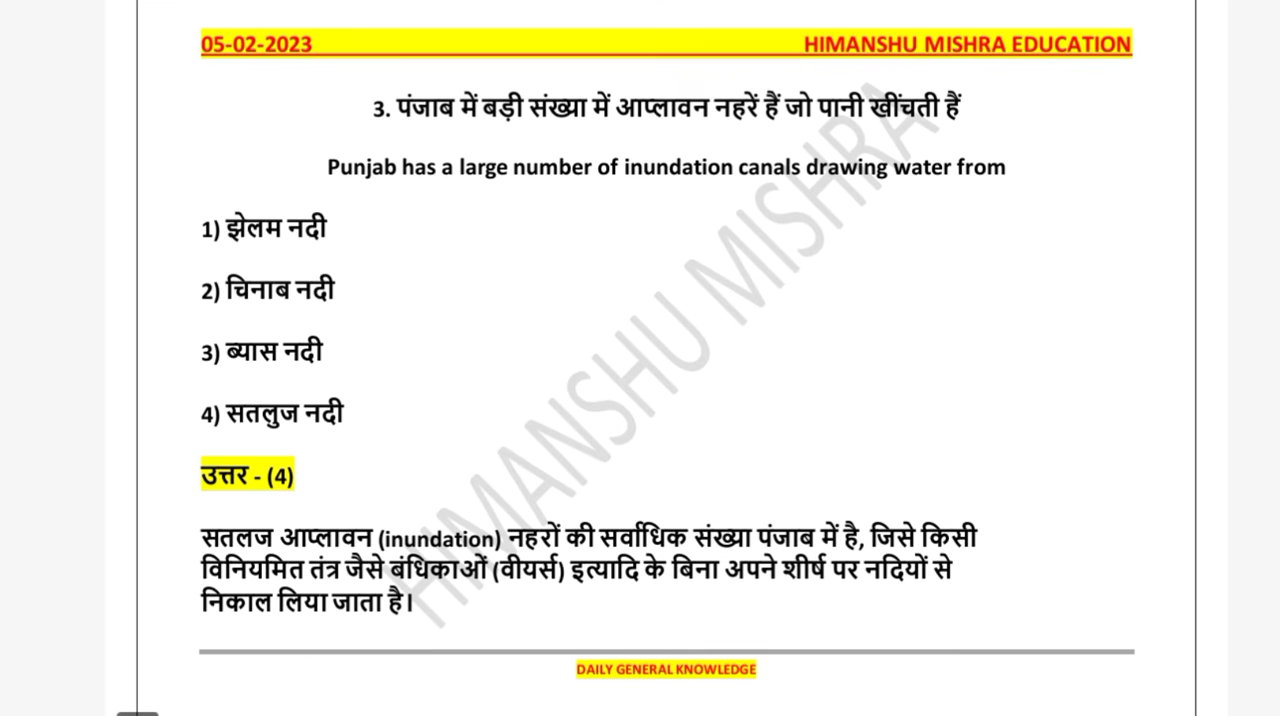 05-02-2023 HIMANSHU MISHRA EDUCATION
3. पंजाब में बड़ी संख्या में आप्लावन नहरें हैं जो पानी खींचती हैं
Punjab has a large number of inundation canals drawing water from
1) झेलम नदी
2) चिनाब नदी
3) ब्यास नदी
4) सतलुज नदी
उत्तर - (4)
सतलज आप्लावन (inundation) नहरों की सर्वाधिक संख्या पंजाब में है, जिसे किसी
विनियमित तंत्र जैसे बंधिकाओं (वीयर्स) इत्यादि के बिना अपने शीर्ष पर नदियों से
निकाल लिया जाता है।
HIMANSHU MISHRA
DAILY GENERAL KNOWLEDGE